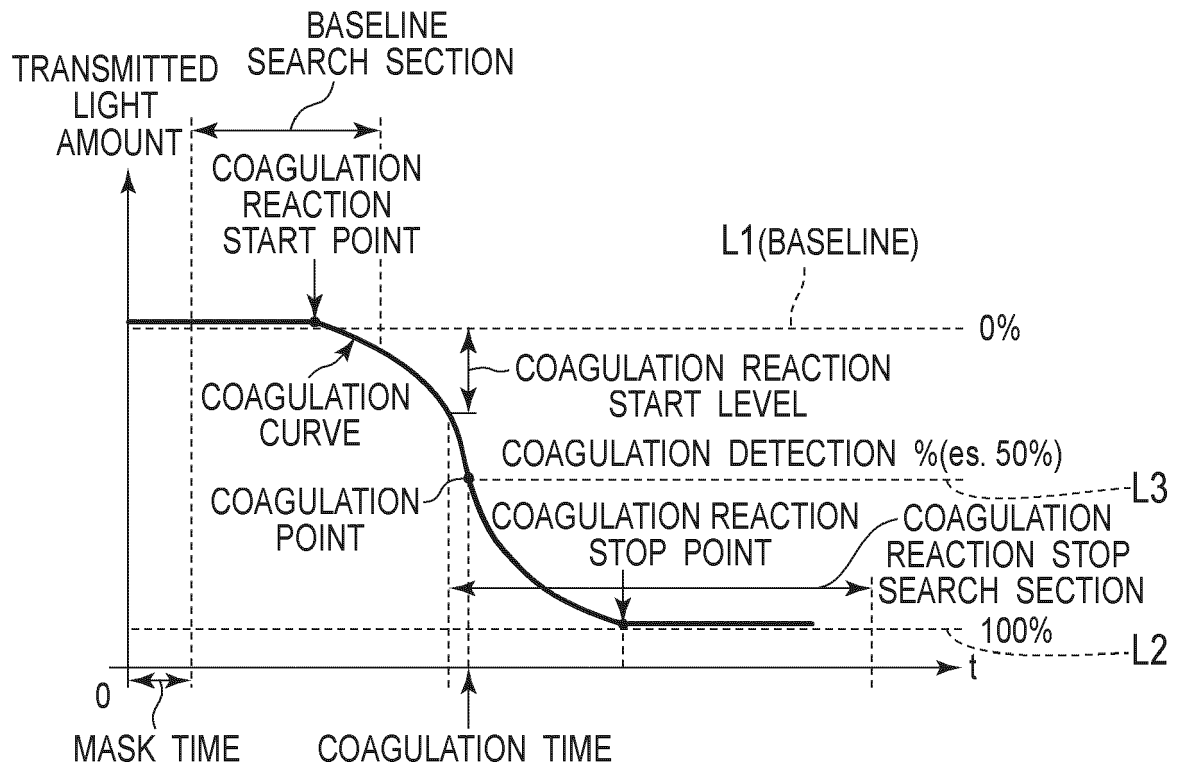 BASELINE
SEARCH SECTION
TRANSMITTED
LIGHT
AMOUNT
COAGULATION
REACTION
START POINT
L1(BASELINE)
0%
COAGULATION REACTION
START LEVEL
COAGULATION
CURVE
COAGULATION DETECTION %(es. 50%)
L3
COAGULATION
POINT
COAGULATION REACTION
STOP POINT
COAGULATION
REACTION STOP
SEARCH SECTION
100%
L2
t
0
MASK TIME
COAGULATION TIME